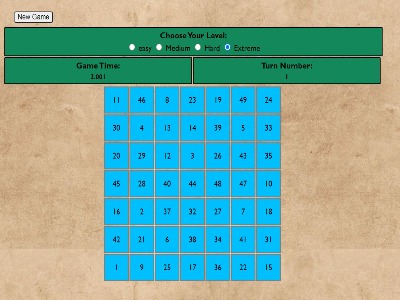 New Game
Choose Your Level:
easy Medium Hard Extreme
Game Time: Turn Number:
2.001 1
11 46 8 23 19 49 24
30 4 13 14 39 5 33
20 29 12 3 26 43 35
45 28 40 44 48 47 10
16 2 37 32 27 7 18
42 21 6 38 34 41 31
1 9 25 17 36 22 15